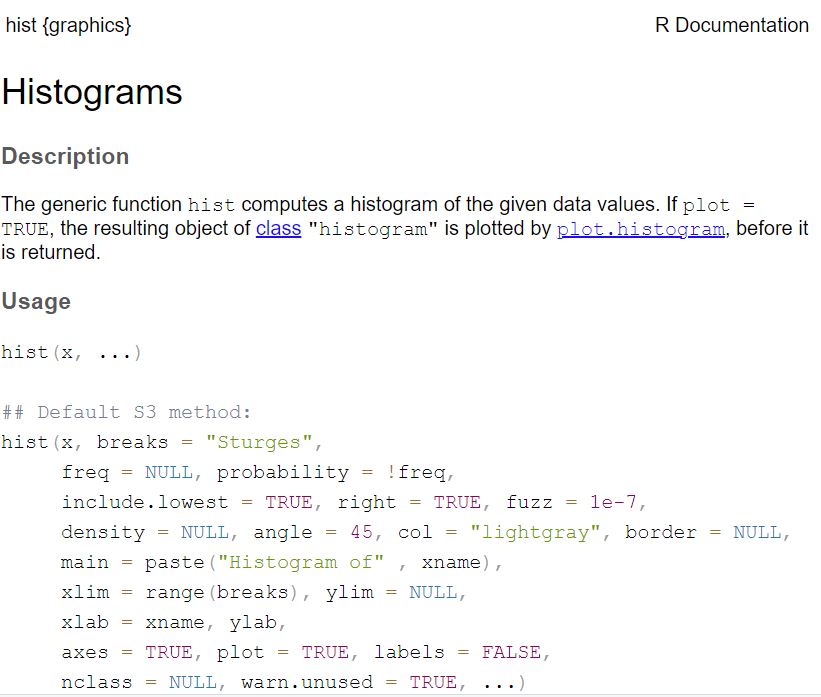 hist {graphics} R Documentation
Histograms
Description
The generic function hist computes a histogram of the given data values. If plot =
TRUE, the resulting object of class "histogram" is plotted by plot.histogram, before it
is returned.
Usage
hist(x, ...)
## Default S3 method:
hist(x, breaks = "Sturges",
     freq = NULL, probability = !freq,
     include.lowest = TRUE, right = TRUE, fuzz = 1e-7,
     density = NULL, angle = 45, col = "lightgray", border = NULL,
     main = paste("Histogram of" , xname),
     xlim = range(breaks), ylim = NULL,
     xlab = xname, ylab,
     axes = TRUE, plot = TRUE, labels = FALSE,
     nclass = NULL, warn.unused = TRUE, ...)